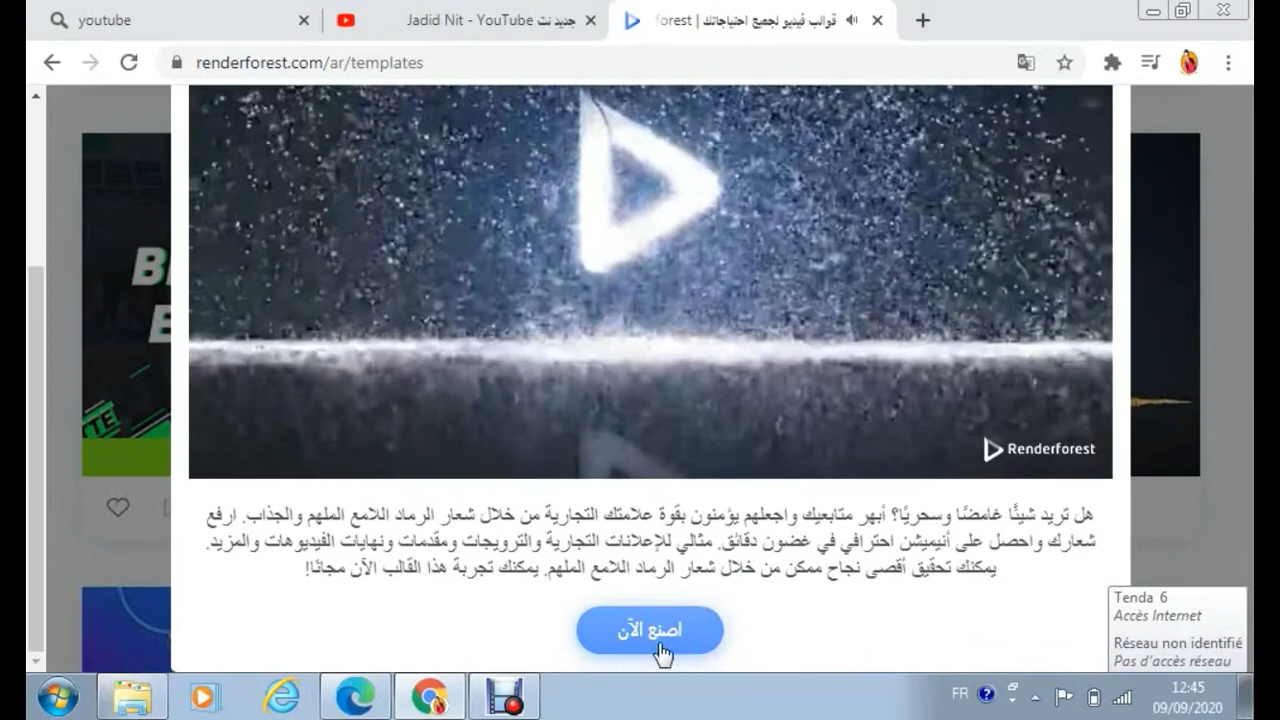 youtube
Jadid Nit - YouTube جديد نت
forest | قوالب فيديو لجميع احتياجاتك
renderforest.com/ar/templates
B
E
TTE
Renderforest
هل تريد شيئًا غامضًا وسحريًا؟ أبهر متابعيك واجعلهم يؤمنون بقوة علامتك التجارية من خلال شعار الرماد اللامع الملهم والجذاب. ارفع
شعارك واحصل على أنيميشن احترافي في غضون دقائق. مثالي للإعلانات التجارية والترويجات ومقدمات ونهايات الفيديوهات والمزيد.
يمكنك تحقيق أقصى نجاح ممكن من خلال شعار الرماد اللامع الملهم. يمكنك تجربة هذا القالب الآن مجانًا!
اصنع الآن
Tenda 6
Accès Internet
Réseau non identifié
Pas d'accès réseau
FR
12:45
09/09/2020